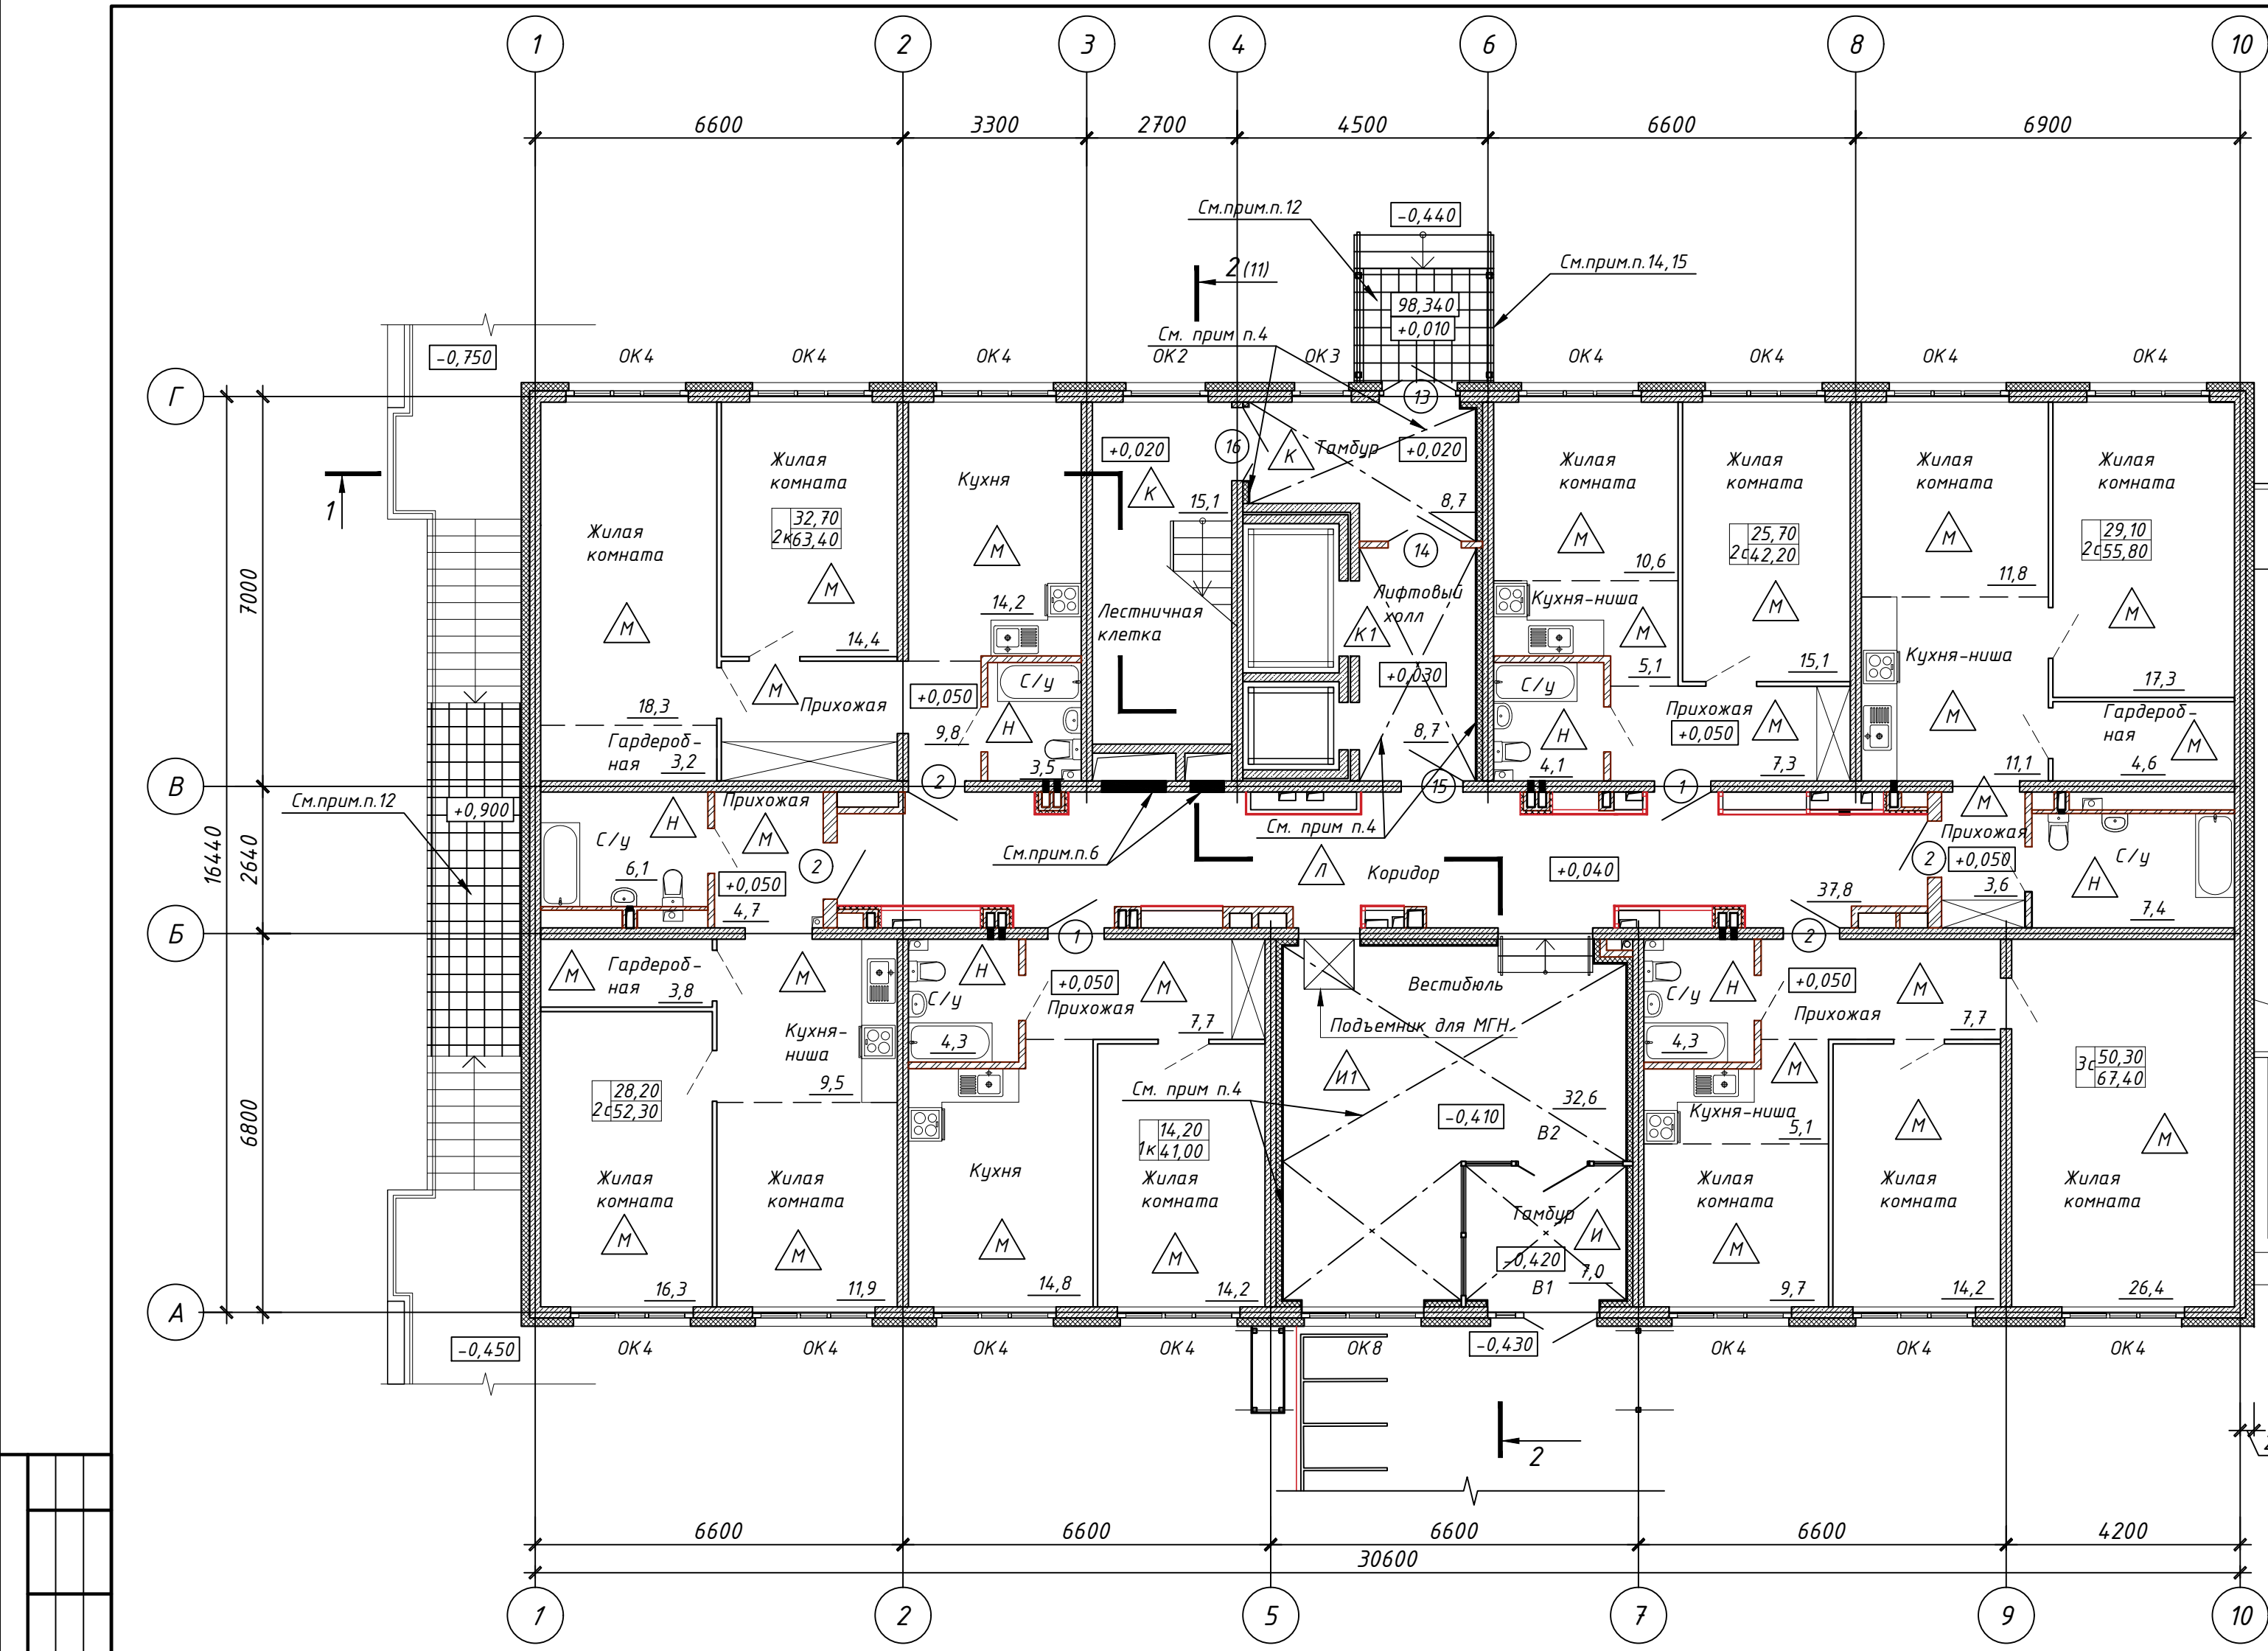 1 2 3 4 6 8 10
6600 3300 2700 4500 6600 6900
См.прим.п.12
-0,440
2 (11)
См.прим.п.14,15
98,340
+0,010
См. прим п.4
-0,750
ОК4 ОК4 ОК4 ОК2 ОК3 ОК4 ОК4 ОК4 ОК4
Г
13
16
+0,020
К
К
Тамбур
+0,020
8,7
1
Жилая
комната
М
18,3
Жилая
комната
32,70
2к 63,40
М
14,4
Кухня
М
14,2
15,1
Лестничная
клетка
14
Лифтовый
холл
К1
+0,030
8,7
Жилая
комната
М
10,6
Кухня-ниша
М
5,1
Жилая
комната
25,70
2с 42,20
М
15,1
Жилая
комната
М
11,8
Кухня-ниша
М
11,1
Жилая
комната
29,10
2с 55,80
М
17,3
Гардероб-
ная
М
4,6
7000
Гардероб-
ная
3,2
М
Прихожая
+0,050
9,8
С/у
Н
3,5
С/у
Н
4,1
Прихожая
+0,050
М
7,3
В
2
15
1
См.прим.п.12
+0,900
16440
2640
С/у
Н
6,1
Прихожая
М
+0,050
4,7
2
См.прим.п.6
См. прим п.4
Л
Коридор
+0,040
37,8
2
М
Прихожая
+0,050
3,6
С/у
Н
7,4
Б
1
2
М
Гардероб-
ная
3,8
М
Кухня-
ниша
9,5
Н
С/у
4,3
+0,050
Прихожая
М
7,7
Вестибюль
Подъемник для МГН
И1
См. прим п.4
-0,410
32,6
В2
С/у
Н
4,3
+0,050
Прихожая
М
7,7
М
Кухня-ниша
5,1
50,30
3с 67,40
М
6800
28,20
2с 52,30
Жилая
комната
М
16,3
Жилая
комната
М
11,9
Кухня
М
14,8
14,20
1к 41,00
Жилая
комната
М
14,2
Тамбур
И
-0,420
7,0
В1
Жилая
комната
М
9,7
М
Жилая
комната
14,2
Жилая
комната
26,4
А
-0,450
ОК4 ОК4 ОК4 ОК4 ОК8 -0,430 ОК4 ОК4 ОК4
2
6600 6600 6600 6600 4200
30600
1 2 5 7 9 10